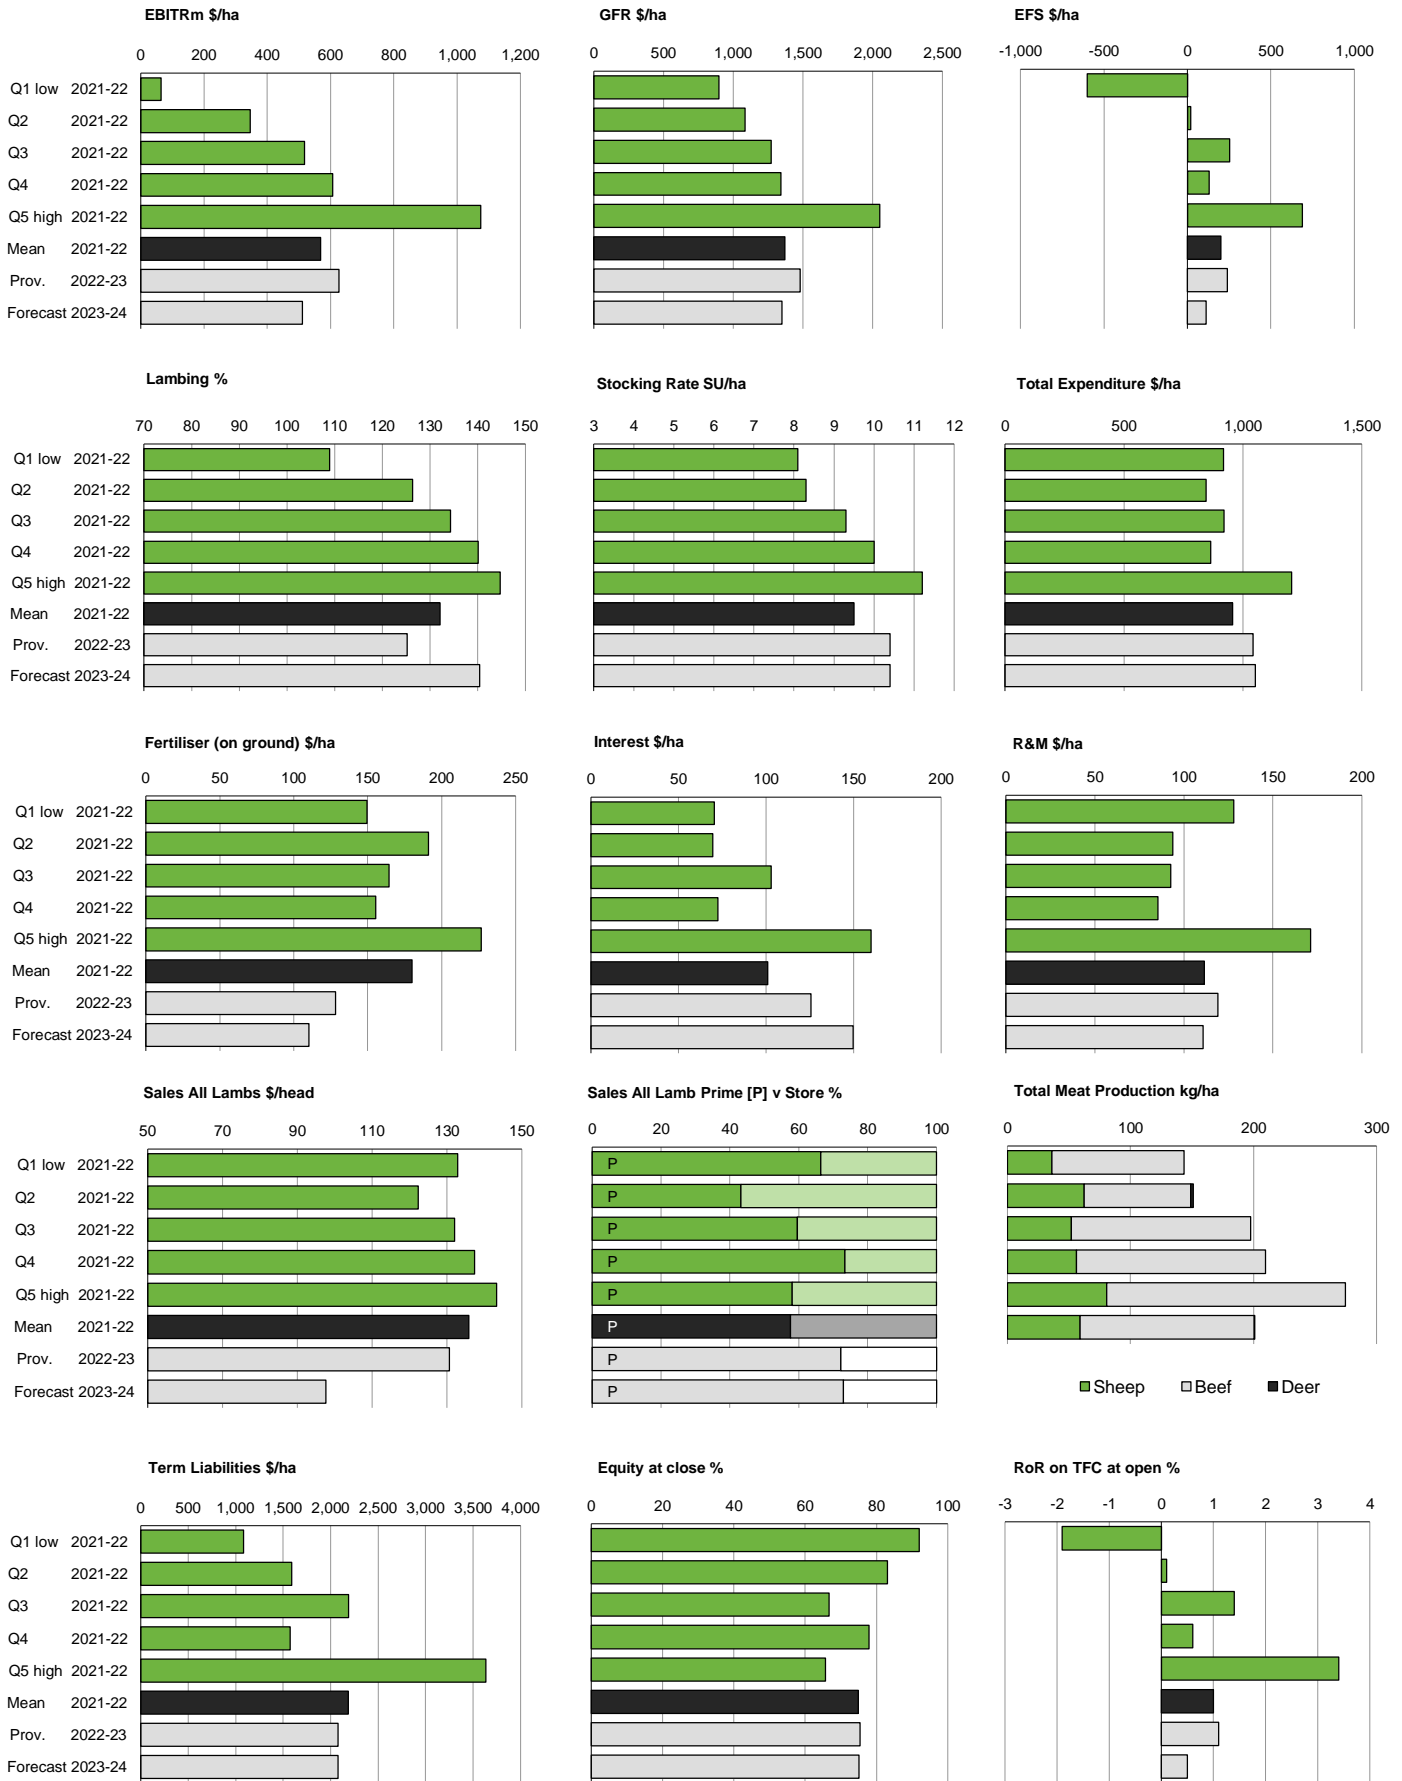 EBITRm $/ha GFR $/ha EFS $/ha
0 200 400 600 800 1,000 1,200 0 500 1,000 1,500 2,000 2,500 -1,000 -500 0 500 1,000
Q1 low 2021-22
Q2 2021-22
Q3 2021-22
Q4 2021-22
Q5 high 2021-22
Mean 2021-22
Prov. 2022-23
Forecast 2023-24
Lambing % Stocking Rate SU/ha Total Expenditure $/ha
70 80 90 100 110 120 130 140 150 3 4 5 6 7 8 9 10 11 12 0 500 1,000 1,500
Q1 low 2021-22
Q2 2021-22
Q3 2021-22
Q4 2021-22
Q5 high 2021-22
Mean 2021-22
Prov. 2022-23
Forecast 2023-24
Fertiliser (on ground) $/ha Interest $/ha R&M $/ha
0 50 100 150 200 250 0 50 100 150 200 0 50 100 150 200
Q1 low 2021-22
Q2 2021-22
Q3 2021-22
Q4 2021-22
Q5 high 2021-22
Mean 2021-22
Prov. 2022-23
Forecast 2023-24
Sales All Lambs $/head Sales All Lamb Prime [P] v Store % Total Meat Production kg/ha
50 70 90 110 130 150 0 20 40 60 80 100 0 100 200 300
Q1 low 2021-22 P
Q2 2021-22 P
Q3 2021-22 P
Q4 2021-22 P
Q5 high 2021-22 P
Mean 2021-22 P
Prov. 2022-23 P
Forecast 2023-24 P
Sheep Beef Deer
Term Liabilities $/ha Equity at close % RoR on TFC at open %
0 500 1,000 1,500 2,000 2,500 3,000 3,500 4,000 0 20 40 60 80 100 -3 -2 -1 0 1 2 3 4
Q1 low 2021-22
Q2 2021-22
Q3 2021-22
Q4 2021-22
Q5 high 2021-22
Mean 2021-22
Prov. 2022-23
Forecast 2023-24